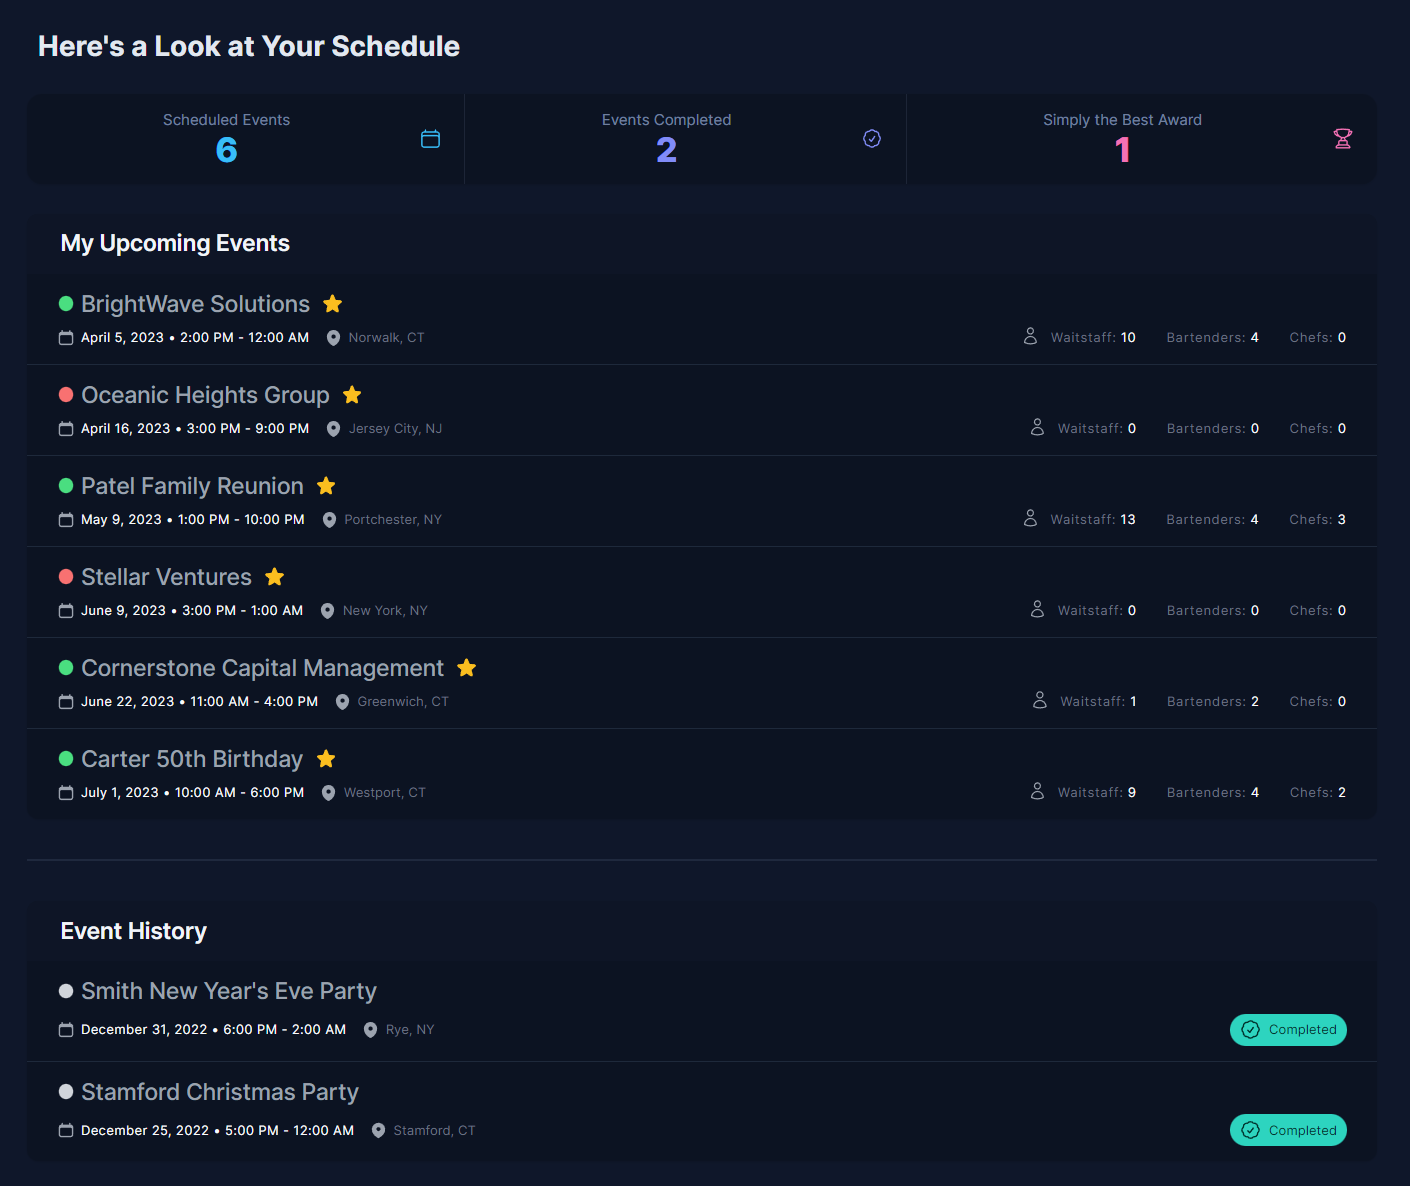 Here's a Look at Your Schedule
Scheduled Events
6
Events Completed
2
Simply the Best Award
1
My Upcoming Events
BrightWave Solutions
April 5, 2023 • 2:00 PM - 12:00 AM Norwalk, CT Waitstaff: 10 Bartenders: 4 Chefs: 0
Oceanic Heights Group
April 16, 2023 • 3:00 PM - 9:00 PM Jersey City, NJ Waitstaff: 0 Bartenders: 0 Chefs: 0
Patel Family Reunion
May 9, 2023 • 1:00 PM - 10:00 PM Portchester, NY Waitstaff: 13 Bartenders: 4 Chefs: 3
Stellar Ventures
June 9, 2023 • 3:00 PM - 1:00 AM New York, NY Waitstaff: 0 Bartenders: 0 Chefs: 0
Cornerstone Capital Management
June 22, 2023 • 11:00 AM - 4:00 PM Greenwich, CT Waitstaff: 1 Bartenders: 2 Chefs: 0
Carter 50th Birthday
July 1, 2023 • 10:00 AM - 6:00 PM Westport, CT Waitstaff: 9 Bartenders: 4 Chefs: 2
Event History
Smith New Year's Eve Party
December 31, 2022 • 6:00 PM - 2:00 AM Rye, NY Completed
Stamford Christmas Party
December 25, 2022 • 5:00 PM - 12:00 AM Stamford, CT Completed